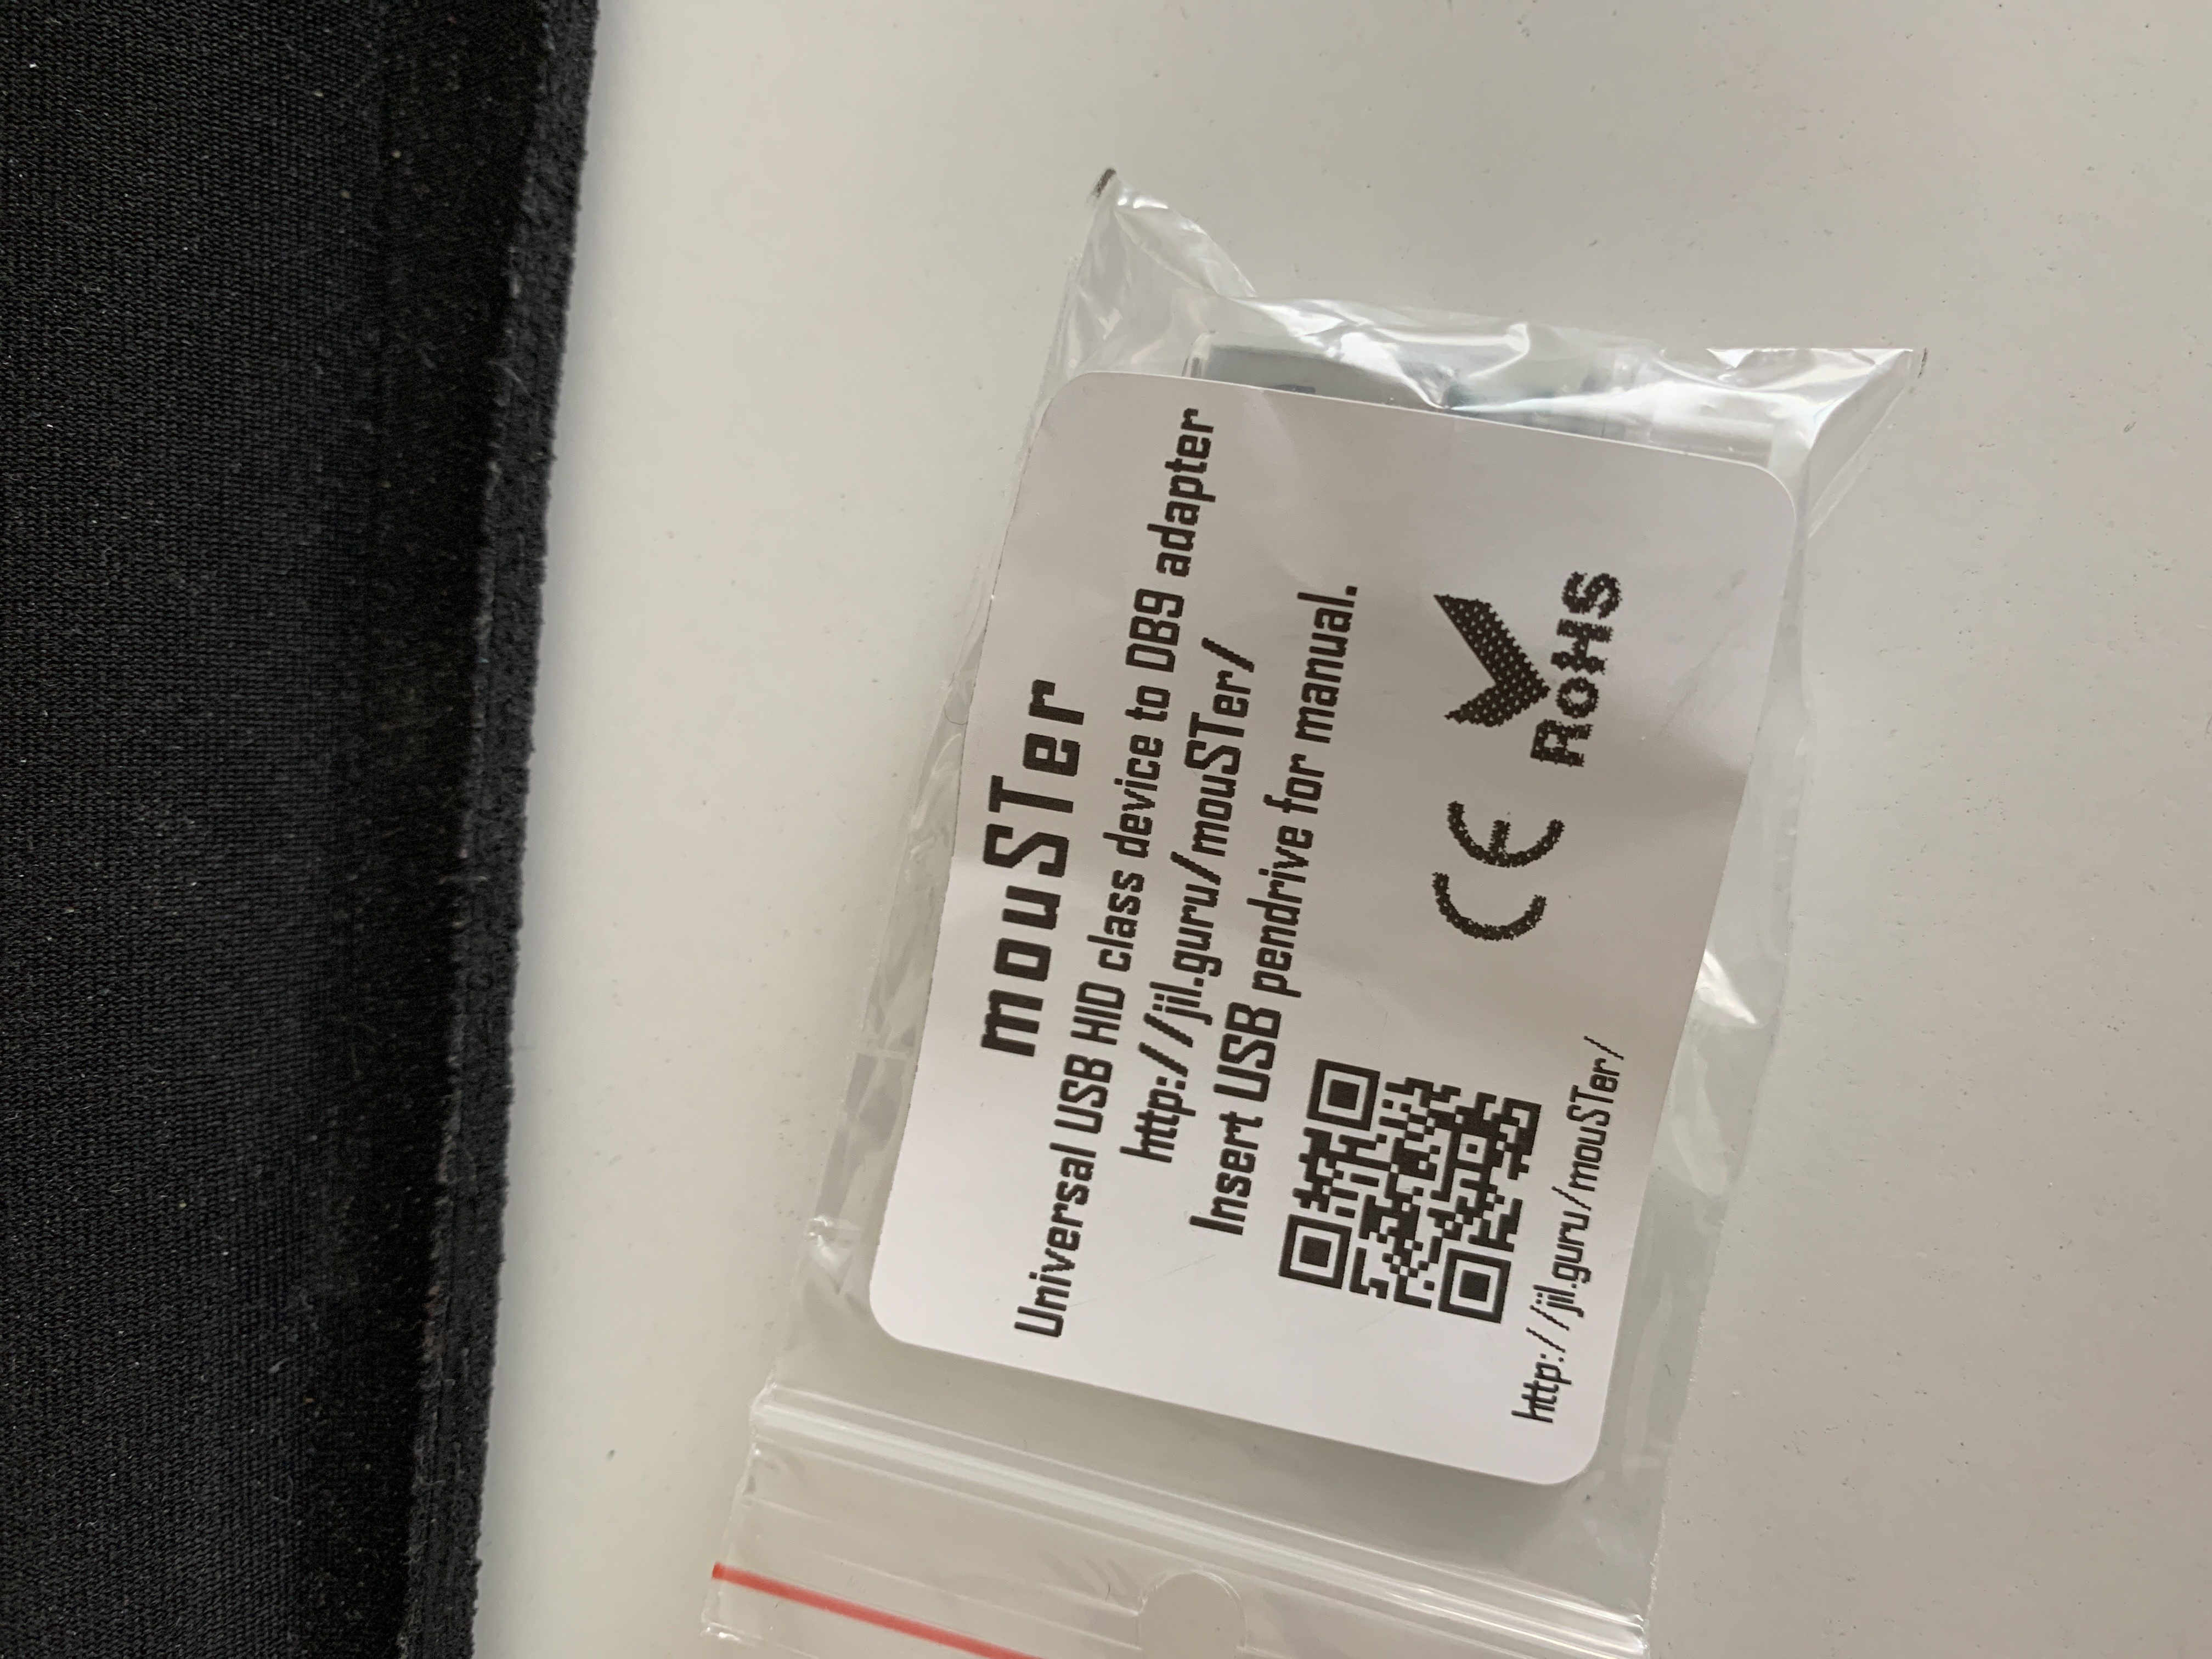 mouSTer
Universal USB HID class device to DB9 adapter
http://jil.guru/mouSTer/
Insert USB pendrive for manual.
CE
RoHS
http://jil.guru/mouSTer/